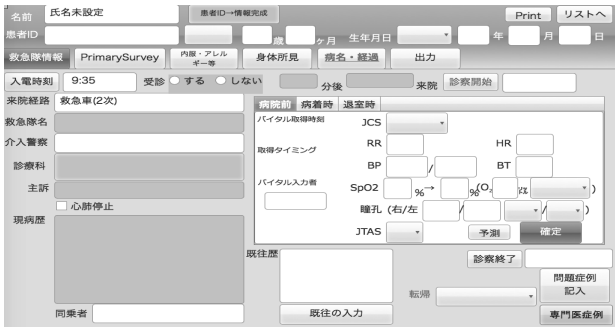 名前 氏名未設定 患者ID→情報完成 Print リストへ
患者ID 歳 ヶ月 生年月日 年 月 日
救急隊情報 PrimarySurvey 内服・アレルギー等 身体所見 病名・経過 出力
入電時刻 9:35 受診 する しない 分後 来院 診察開始
来院経路 救急車(2次)
救急隊名
介入警察
診療科
主訴
心肺停止
現病歴
同乗者
病院前 病着時 退室時
バイタル取得時刻 JCS
取得タイミング RR HR
BP / BT
バイタル入力者 SpO2 %→ %(O₂ )
瞳孔 (右/左 / / )
JTAS 予測 確定
既往歴 診察終了
既往の入力
転帰
問題症例
記入
専門医症例